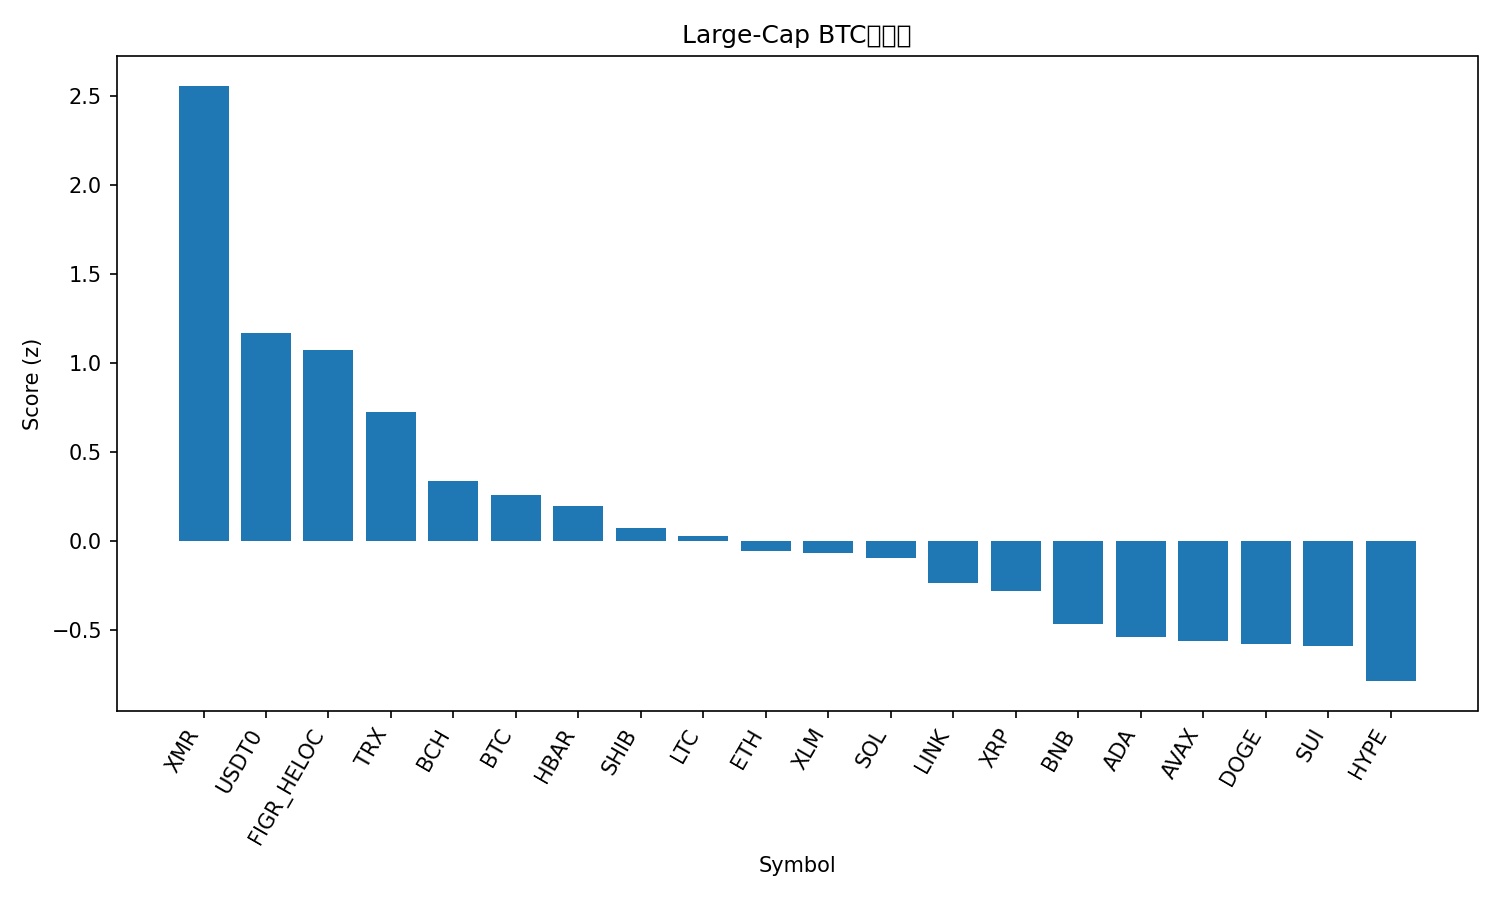 Large-Cap BTC
2.5
2.0
1.5
1.0
0.5
0.0
−0.5
Score (z)
XMR
USDT0
FIGR_HELOC
TRX
BCH
BTC
HBAR
SHIB
LTC
ETH
XLM
SOL
LINK
XRP
BNB
ADA
AVAX
DOGE
SUI
HYPE
Symbol